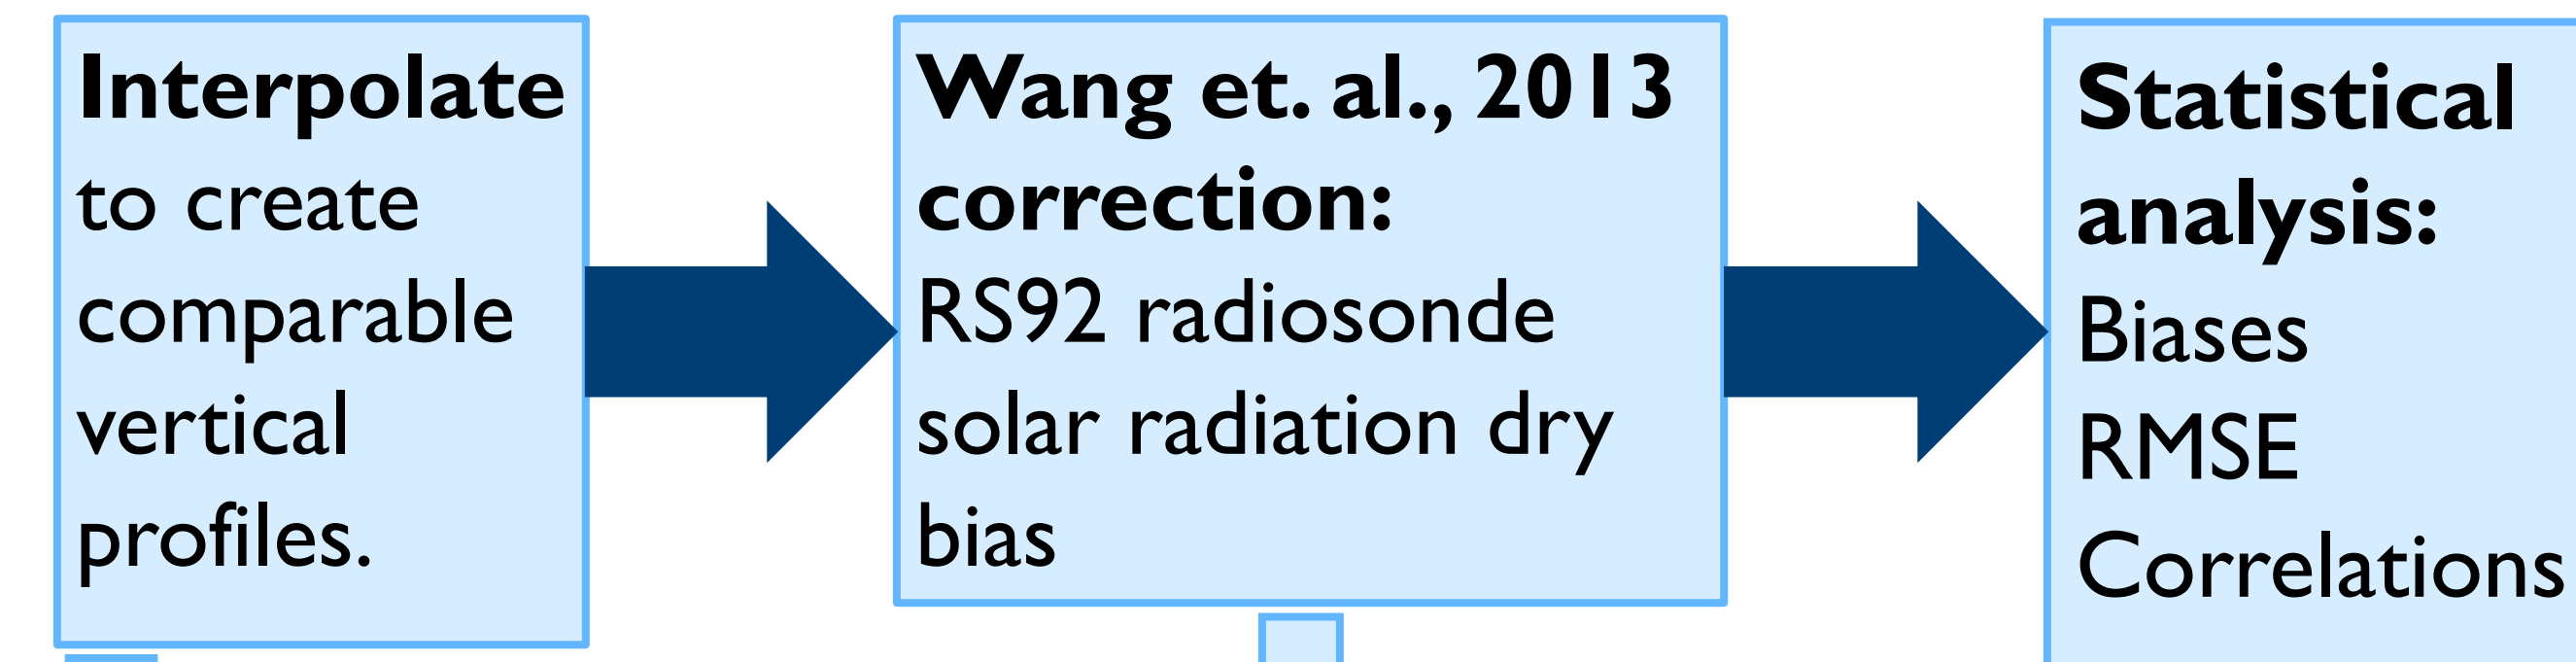 Interpolate
to create
comparable
vertical
profiles.
Wang et. al., 2013
correction:
RS92 radiosonde
solar radiation dry
bias
Statistical
analysis:
Biases
RMSE
Correlations